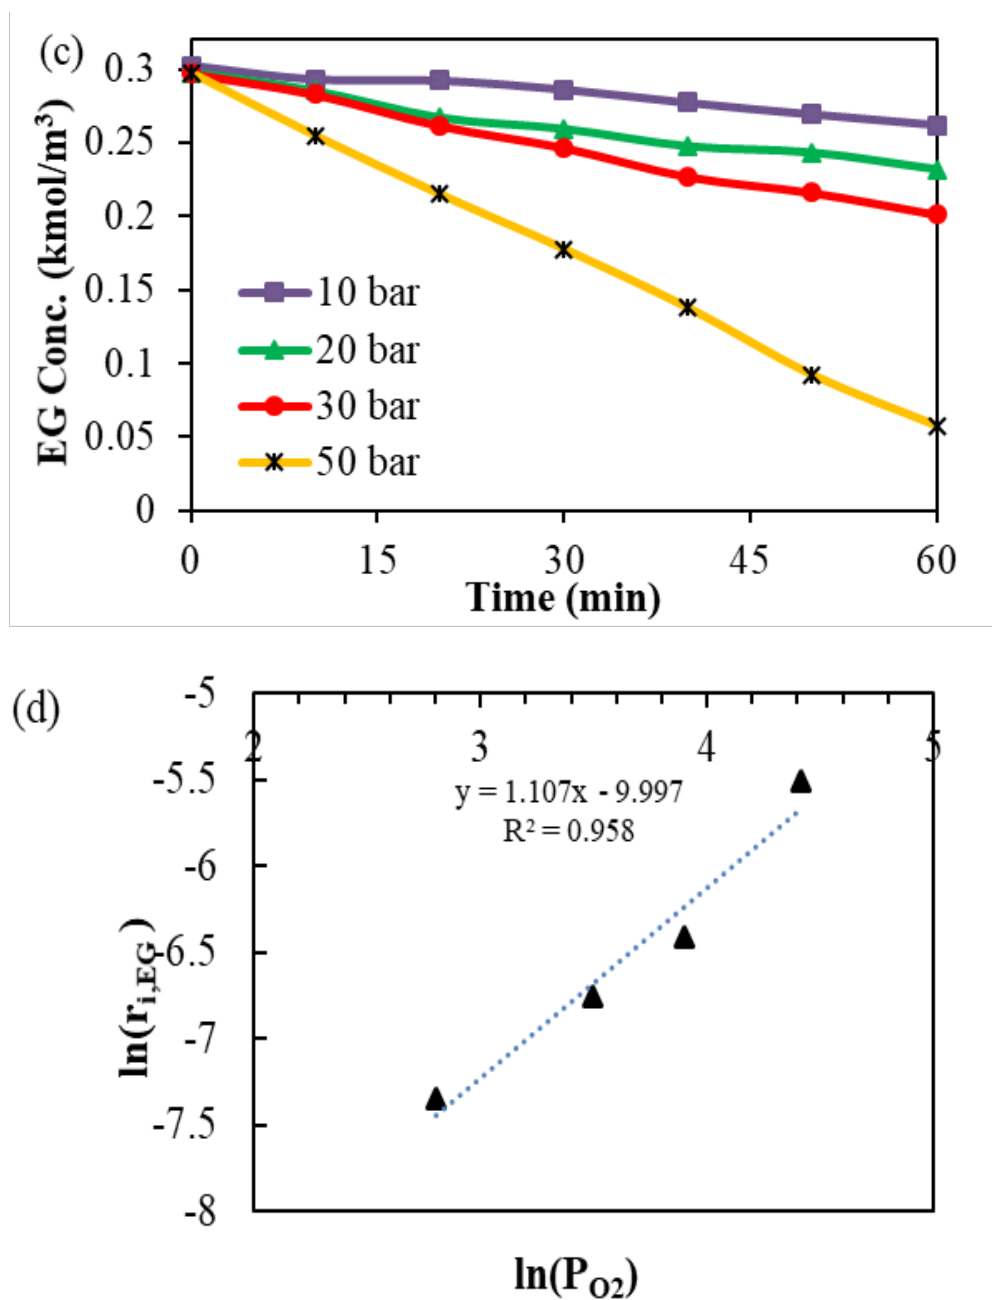 (c)
EG Conc. (kmol/m³)
0.3
0.25
0.2
0.15
0.1
0.05
0
10 bar
20 bar
30 bar
50 bar
0 15 30 45 60
Time (min)
(d)
-5
2 3 4 5
y = 1.107x - 9.997
R² = 0.958
-5.5
-6
-6.5
-7
-7.5
-8
ln(ri,EG)
ln(PO2)